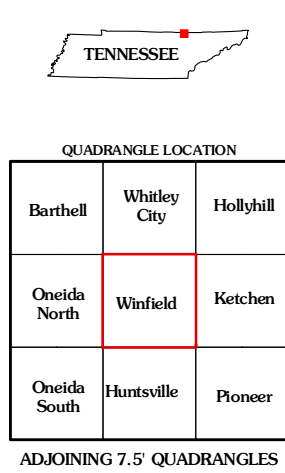 TENNESSEE
QUADRANGLE LOCATION
Barthell
Whitley
City
Hollyhill
Oneida
North
Winfield
Ketchen
Oneida
South
Huntsville
Pioneer
ADJOINING 7.5' QUADRANGLES